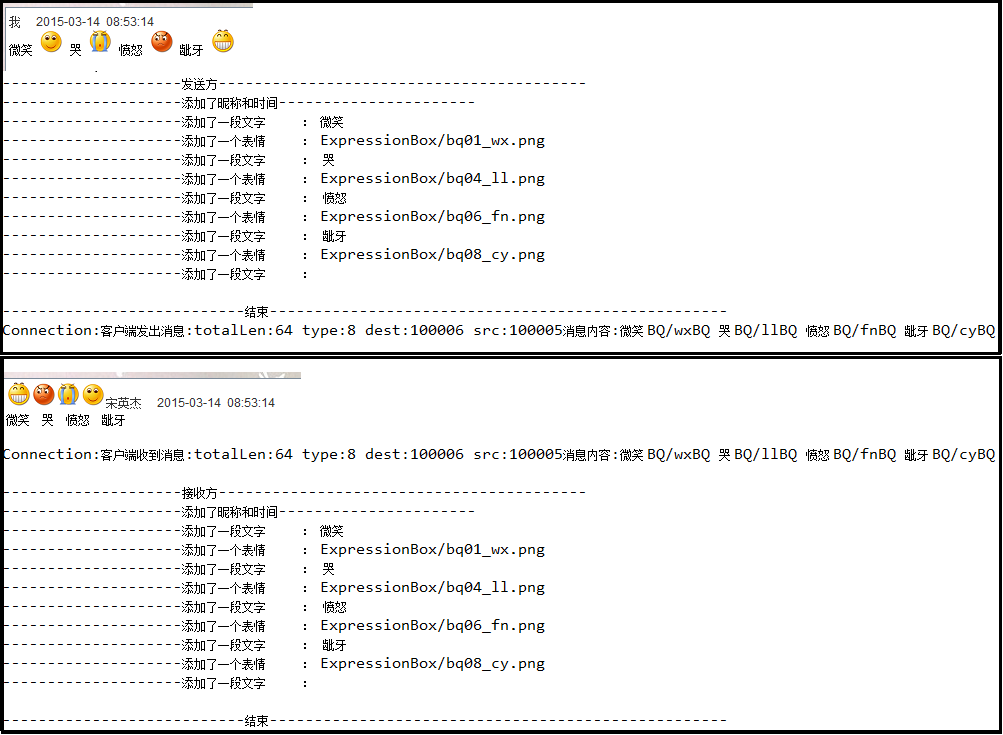 我 2015-03-14 08:53:14
微笑 哭 愤怒 龇牙
--------------------发送方-----------------------------------------
--------------------添加了昵称和时间----------------------
--------------------添加了一段文字 : 微笑
--------------------添加了一个表情 : ExpressionBox/bq01_wx.png
--------------------添加了一段文字 : 哭
--------------------添加了一个表情 : ExpressionBox/bq04_ll.png
--------------------添加了一段文字 : 愤怒
--------------------添加了一个表情 : ExpressionBox/bq06_fn.png
--------------------添加了一段文字 : 龇牙
--------------------添加了一个表情 : ExpressionBox/bq08_cy.png
--------------------添加了一段文字 :
---------------------------结束---------------------------------------------------
Connection:客户端发出消息:totalLen:64 type:8 dest:100006 src:100005消息内容:微笑 BQ/wxBQ 哭 BQ/llBQ 愤怒 BQ/fnBQ 龇牙 BQ/cyBQ
宋英杰 2015-03-14 08:53:14
微笑 哭 愤怒 龇牙
Connection:客户端收到消息:totalLen:64 type:8 dest:100006 src:100005消息内容:微笑 BQ/wxBQ 哭 BQ/llBQ 愤怒 BQ/fnBQ 龇牙 BQ/cyBQ
--------------------接收方-----------------------------------------
--------------------添加了昵称和时间----------------------
--------------------添加了一段文字 : 微笑
--------------------添加了一个表情 : ExpressionBox/bq01_wx.png
--------------------添加了一段文字 : 哭
--------------------添加了一个表情 : ExpressionBox/bq04_ll.png
--------------------添加了一段文字 : 愤怒
--------------------添加了一个表情 : ExpressionBox/bq06_fn.png
--------------------添加了一段文字 : 龇牙
--------------------添加了一个表情 : ExpressionBox/bq08_cy.png
--------------------添加了一段文字 :
---------------------------结束---------------------------------------------------